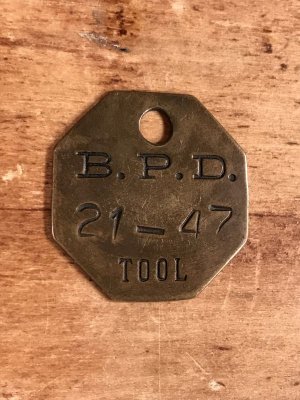 B. P. D.
21 – 47
TOOL